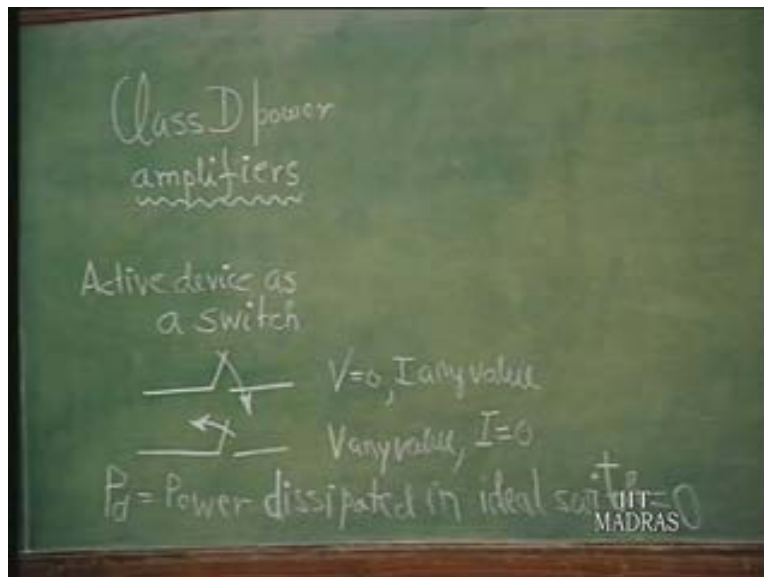 Class D power
amplifiers
Active device as
a switch
V=0, I any value
V any value, I=0
Pd = Power dissipated in ideal switch=0
IIT
MADRAS